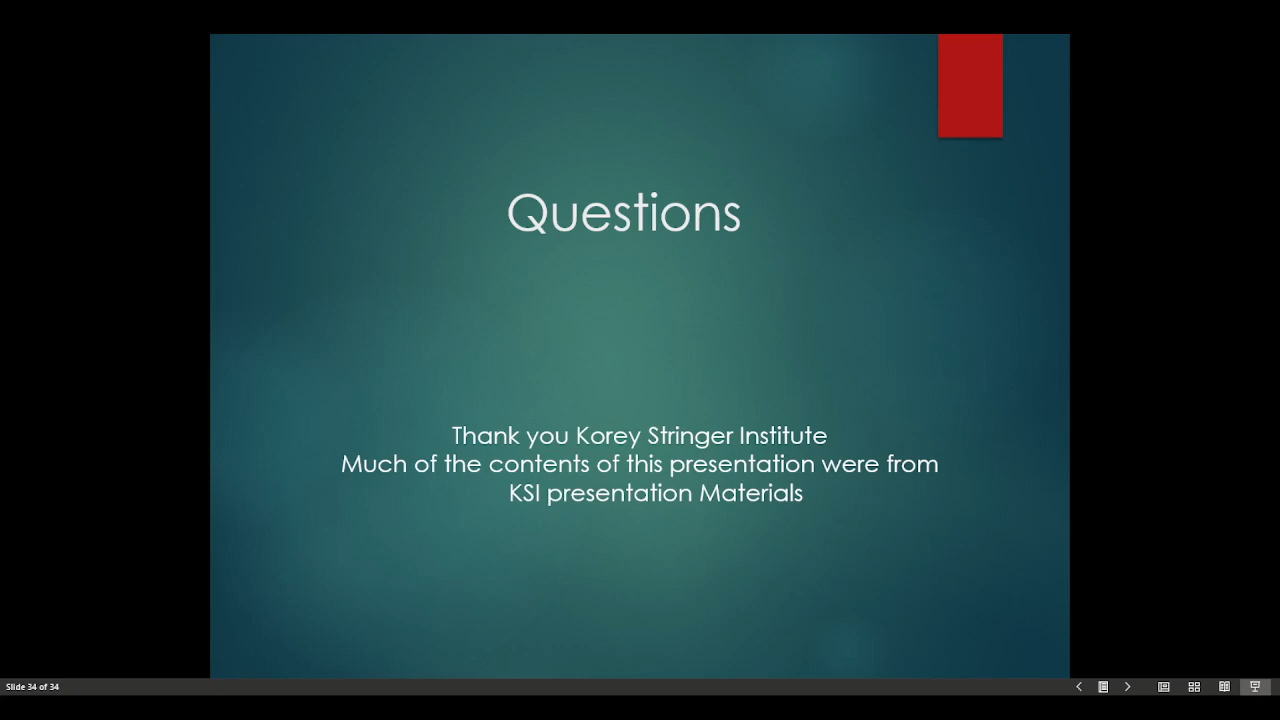 Questions
Thank you Korey Stringer Institute
Much of the contents of this presentation were from
KSI presentation Materials
Slide 34 of 34